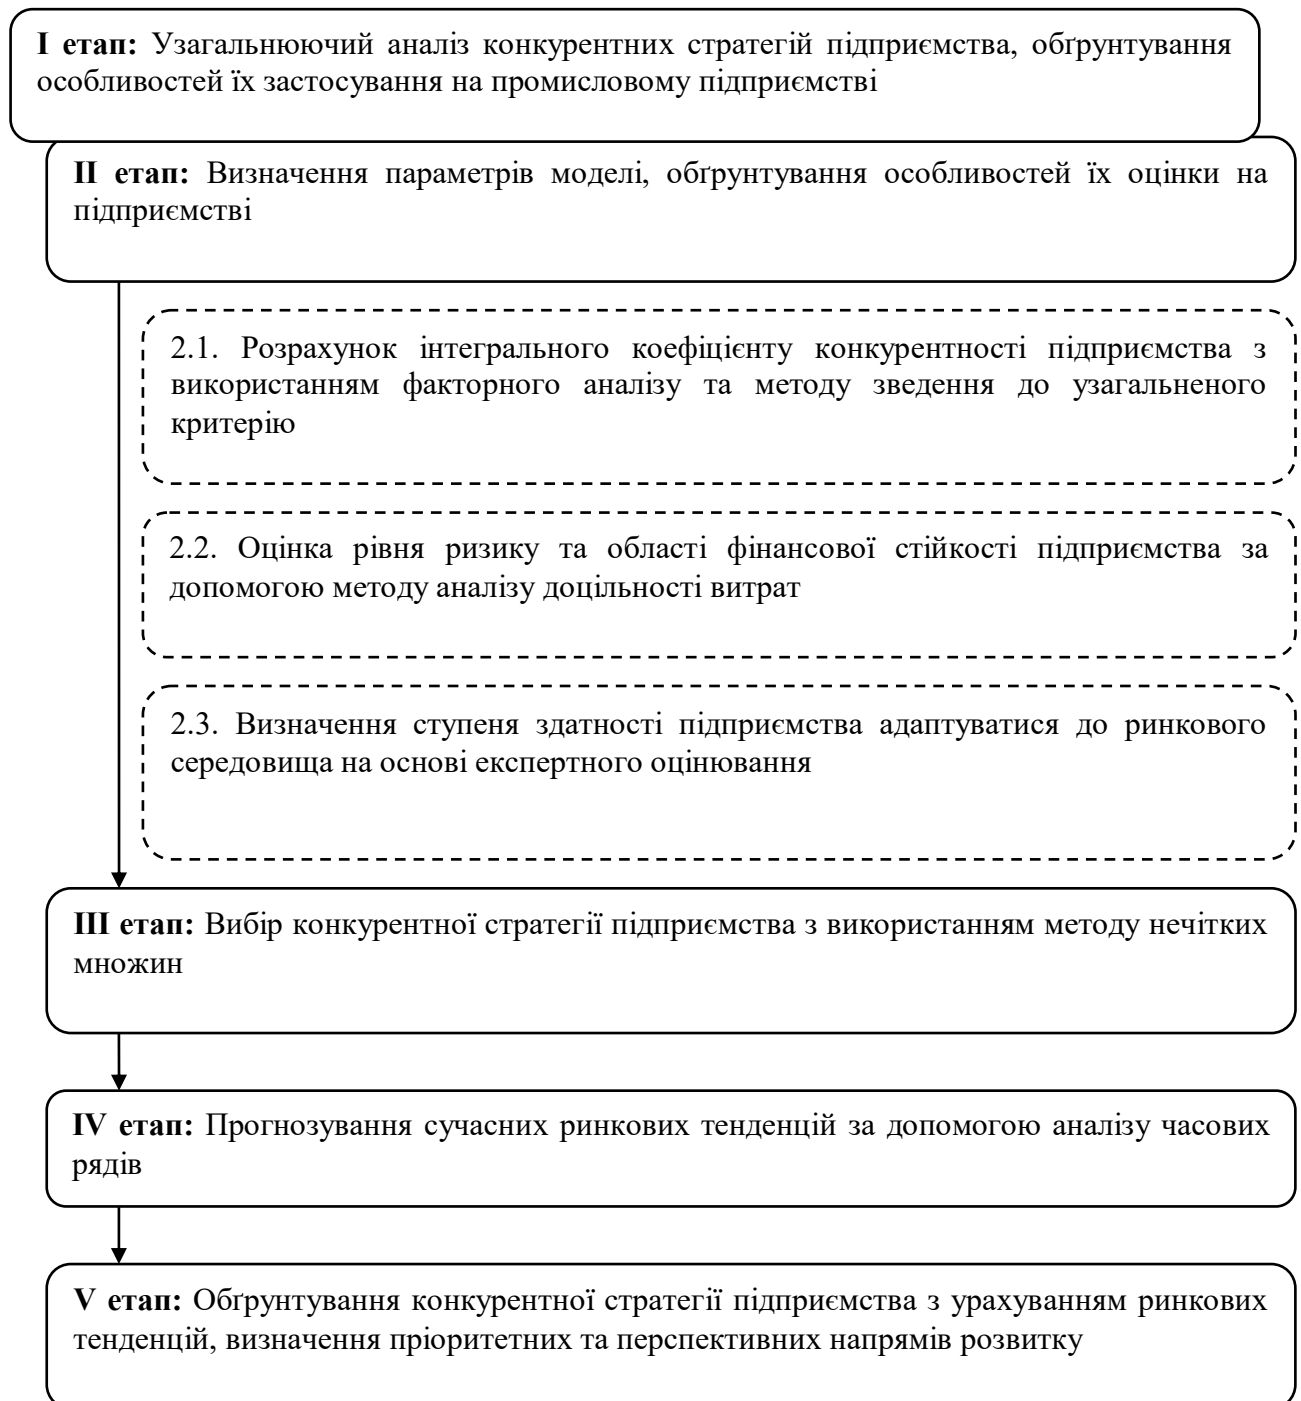 I етап: Узагальнюючий аналіз конкурентних стратегій підприємства, обґрунтування
особливостей їх застосування на промисловому підприємстві
II етап: Визначення параметрів моделі, обґрунтування особливостей їх оцінки на
підприємстві
2.1. Розрахунок інтегрального коефіцієнту конкурентності підприємства з
використанням факторного аналізу та методу зведення до узагальненого
критерію
2.2. Оцінка рівня ризику та області фінансової стійкості підприємства за
допомогою методу аналізу доцільності витрат
2.3. Визначення ступеня здатності підприємства адаптуватися до ринкового
середовища на основі експертного оцінювання
III етап: Вибір конкурентної стратегії підприємства з використанням методу нечітких
множин
IV етап: Прогнозування сучасних ринкових тенденцій за допомогою аналізу часових
рядів
V етап: Обґрунтування конкурентної стратегії підприємства з урахуванням ринкових
тенденцій, визначення пріоритетних та перспективних напрямів розвитку